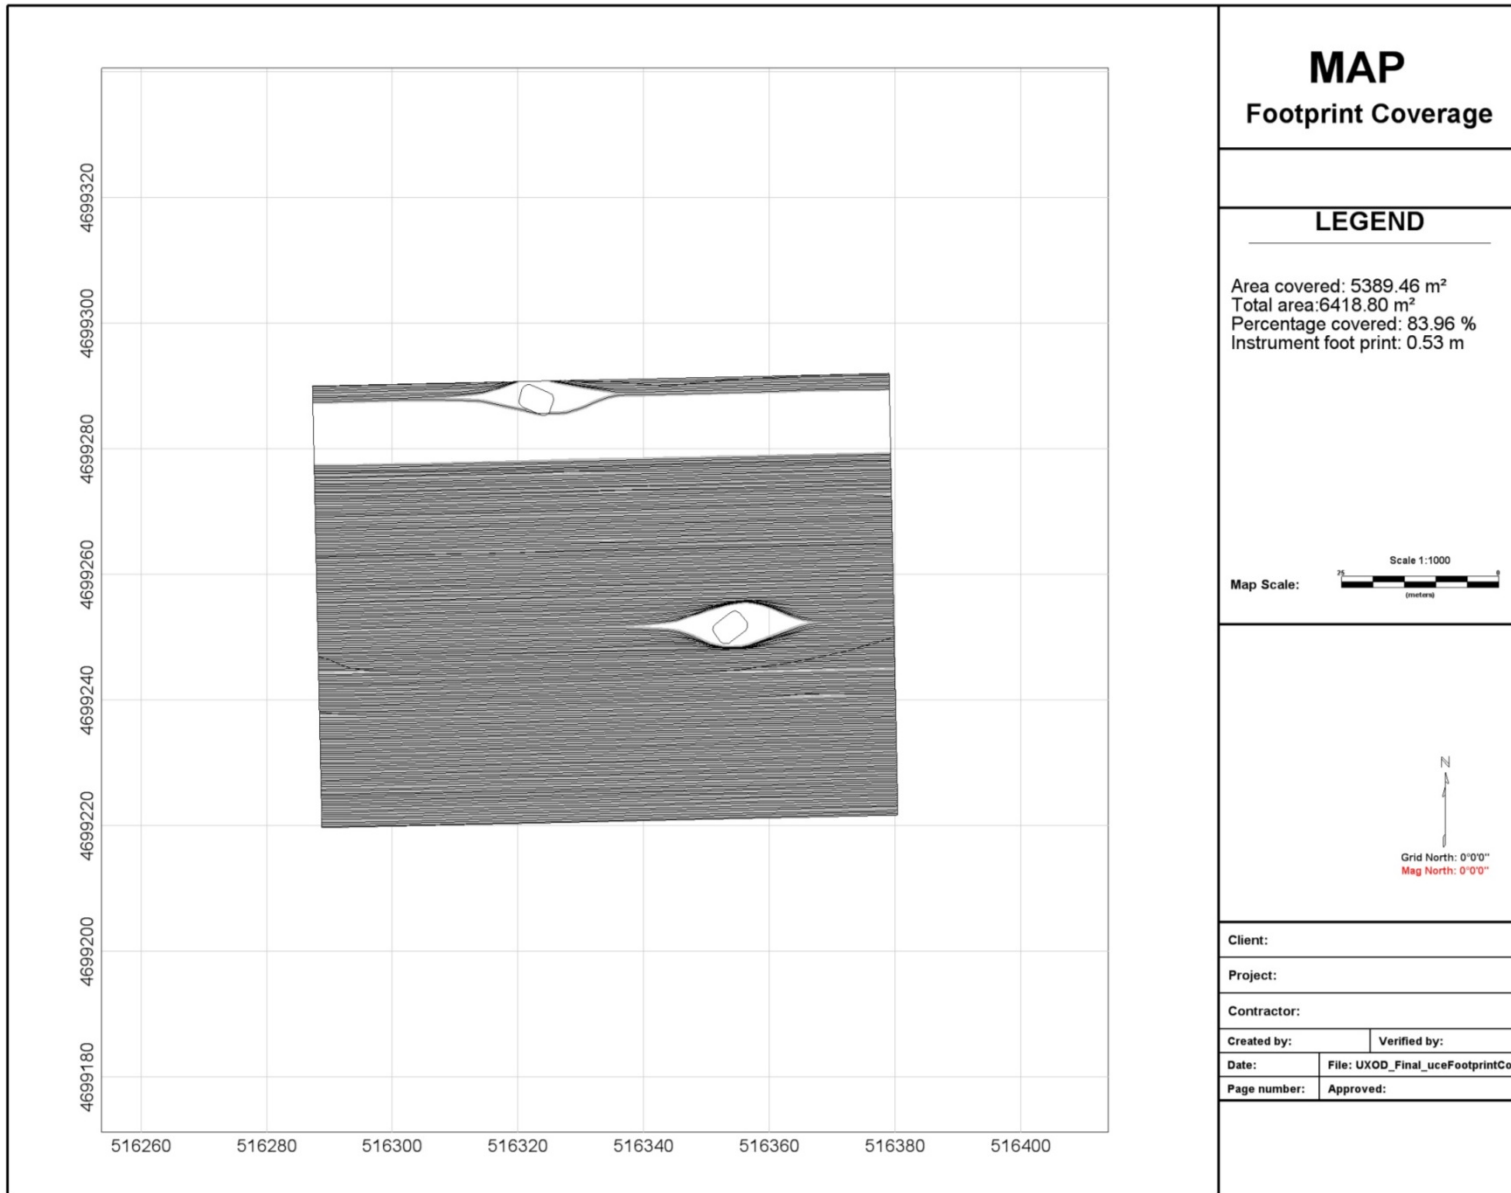 MAP
Footprint Coverage
LEGEND
Area covered: 5389.46 m²
Total area:6418.80 m²
Percentage covered: 83.96 %
Instrument foot print: 0.53 m
Scale 1:1000
25 0
Map Scale:
(meters)
N
Grid North: 0°0'0"
Mag North: 0°0'0"
Client:
Project:
Contractor:
Created by: Verified by:
Date: File: UXOD_Final_uceFootprintCo
Page number: Approved:
4699320
4699300
4699280
4699260
4699240
4699220
4699200
4699180
516260 516280 516300 516320 516340 516360 516380 516400